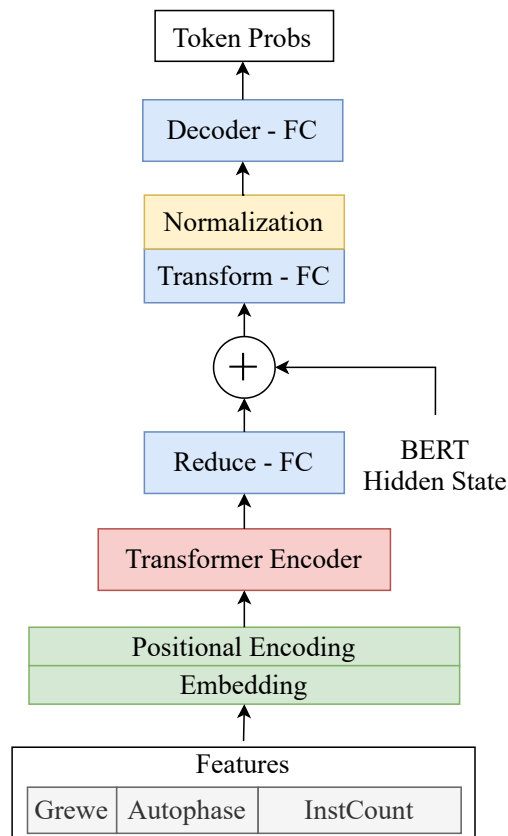 Token Probs
Decoder - FC
Normalization
Transform - FC
+
Reduce - FC
BERT
Hidden State
Transformer Encoder
Positional Encoding
Embedding
Features
Grewe Autophase InstCount